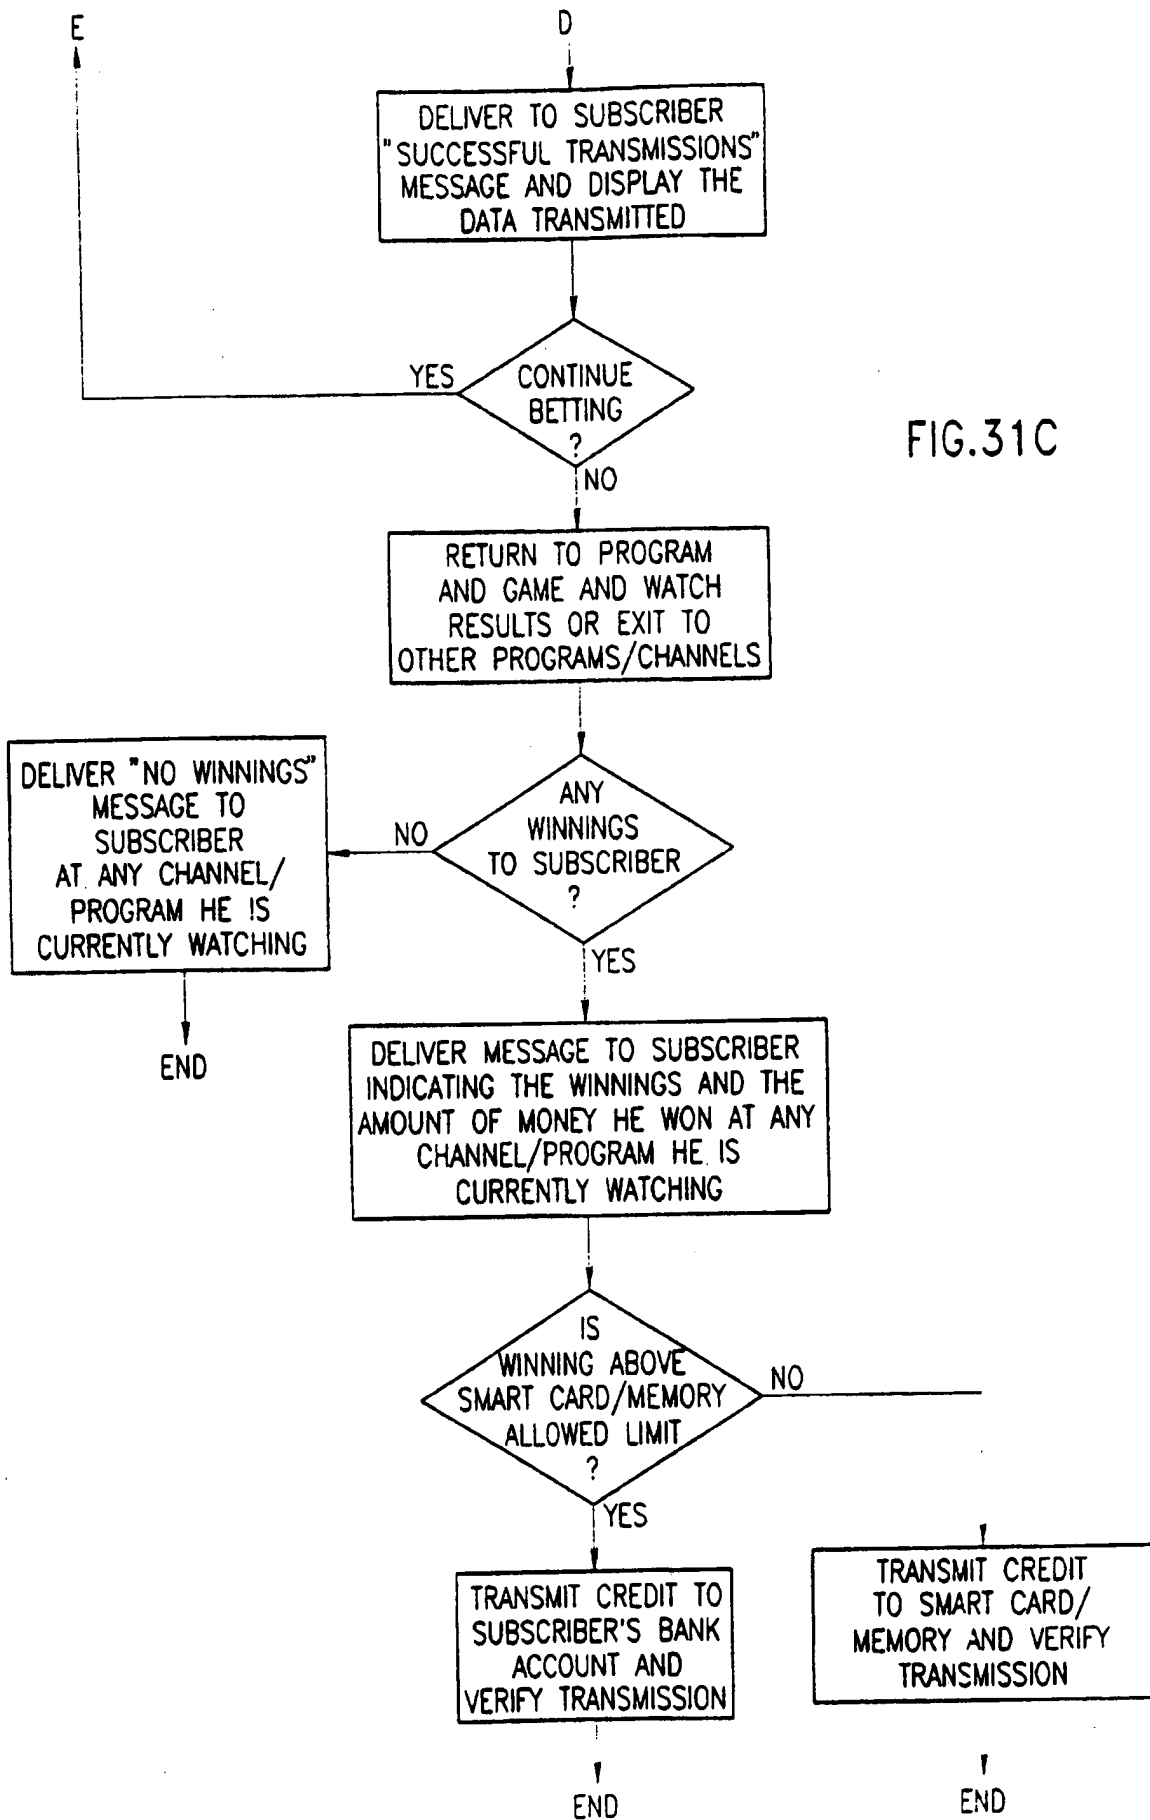 E
D
DELIVER TO SUBSCRIBER
"SUCCESSFUL TRANSMISSIONS"
MESSAGE AND DISPLAY THE
DATA TRANSMITTED
YES
CONTINUE
BETTING
?
NO
FIG.31C
RETURN TO PROGRAM
AND GAME AND WATCH
RESULTS OR EXIT TO
OTHER PROGRAMS/CHANNELS
ANY
WINNINGS
TO SUBSCRIBER
?
NO
DELIVER "NO WINNINGS"
MESSAGE TO
SUBSCRIBER
AT ANY CHANNEL/
PROGRAM HE IS
CURRENTLY WATCHING
END
YES
DELIVER MESSAGE TO SUBSCRIBER
INDICATING THE WINNINGS AND THE
AMOUNT OF MONEY HE WON AT ANY
CHANNEL/PROGRAM HE IS
CURRENTLY WATCHING
IS
WINNING ABOVE
SMART CARD/MEMORY
ALLOWED LIMIT
?
NO
YES
TRANSMIT CREDIT TO
SUBSCRIBER'S BANK
ACCOUNT AND
VERIFY TRANSMISSION
END
TRANSMIT CREDIT
TO SMART CARD/
MEMORY AND VERIFY
TRANSMISSION
END